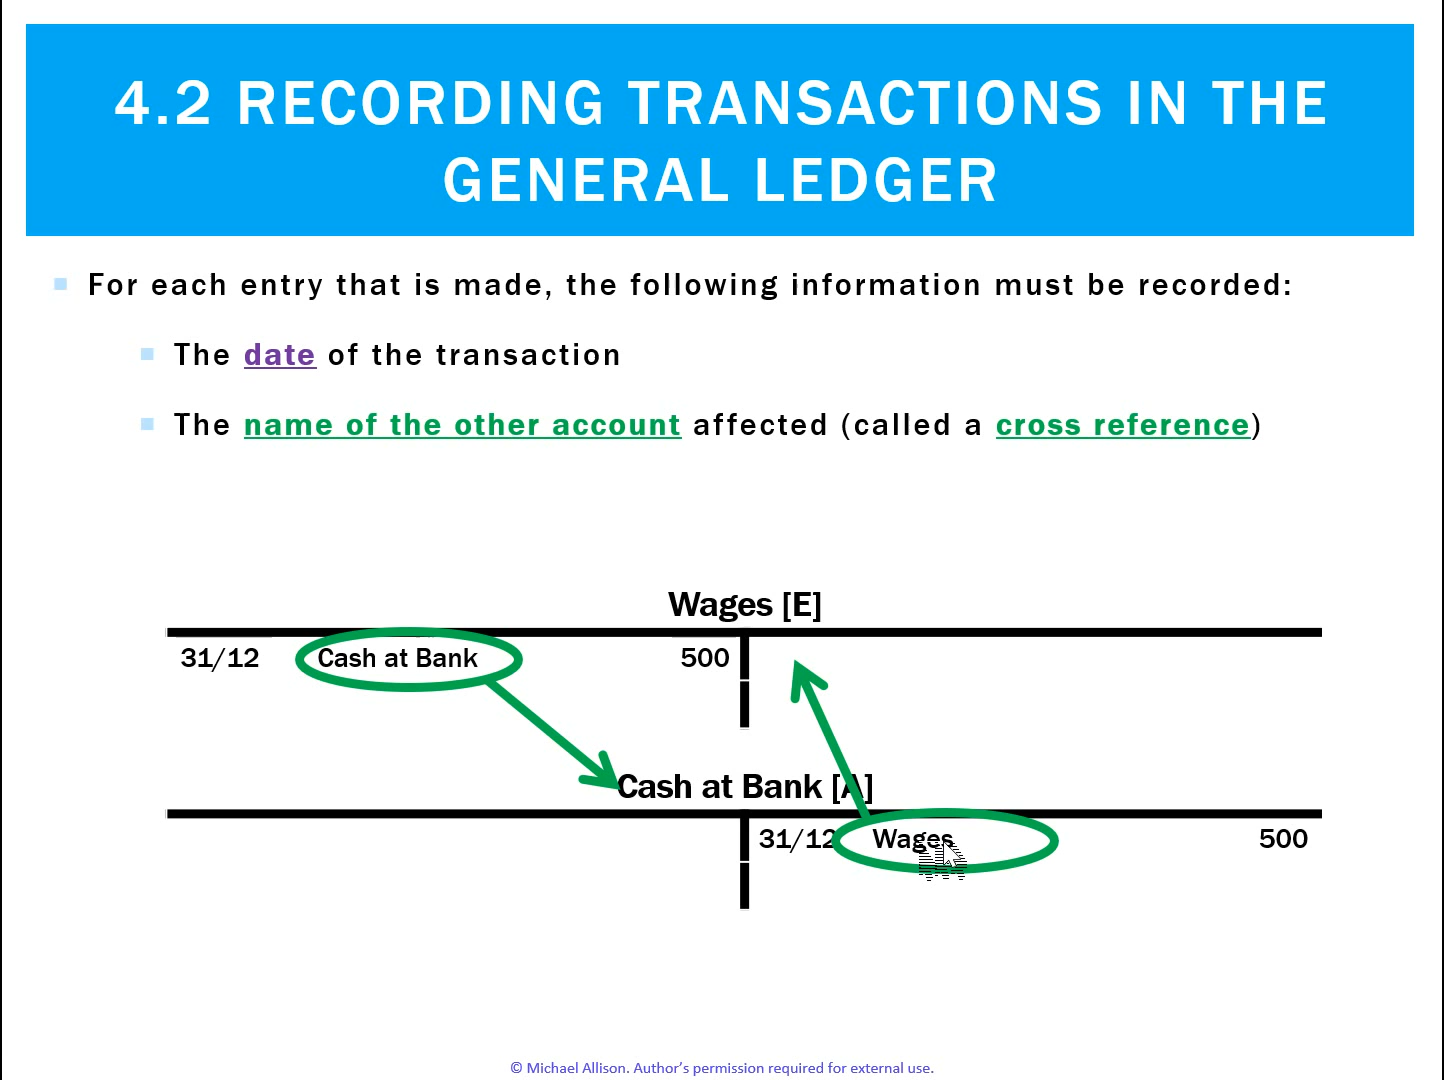 4.2 RECORDING TRANSACTIONS IN THE
GENERAL LEDGER
For each entry that is made, the following information must be recorded:
The date of the transaction
The name of the other account affected (called a cross reference)
Wages [E]
31/12 Cash at Bank 500
Cash at Bank [A]
31/12 Wages 500
© Michael Allison. Author's permission required for external use.